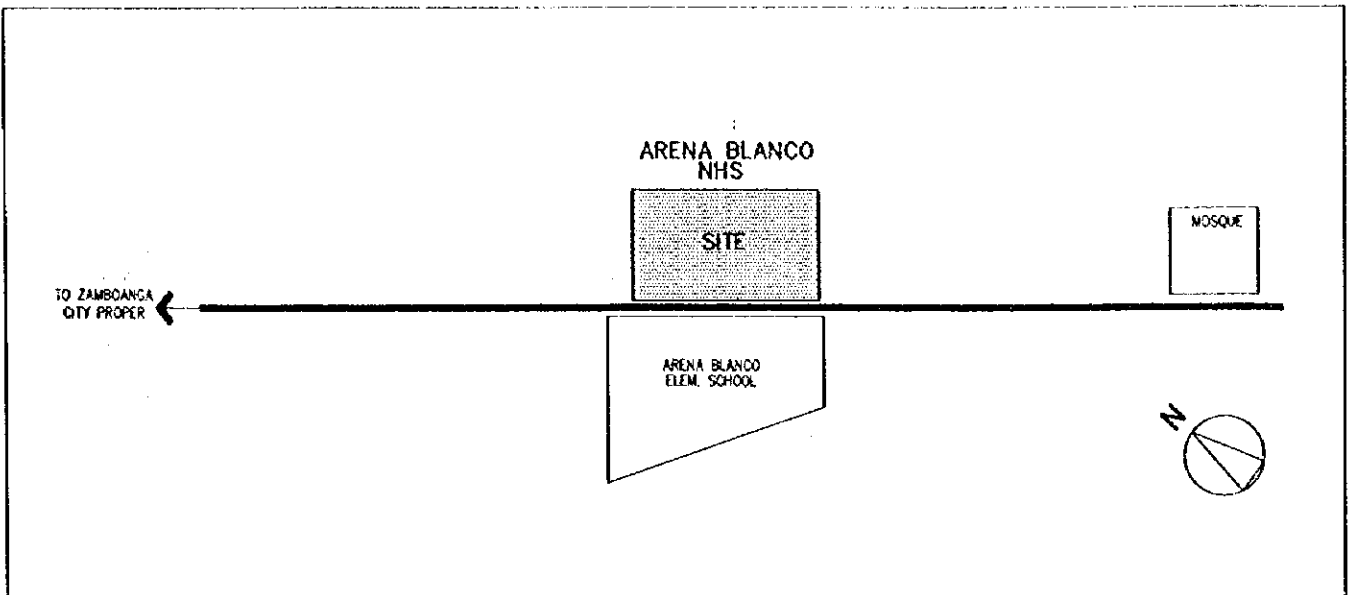 ARENA BLANCO
NHS
SITE
MOSQUE
TO ZAMBOANGA
CITY PROPER
ARENA BLANCO
ELEM. SCHOOL
N